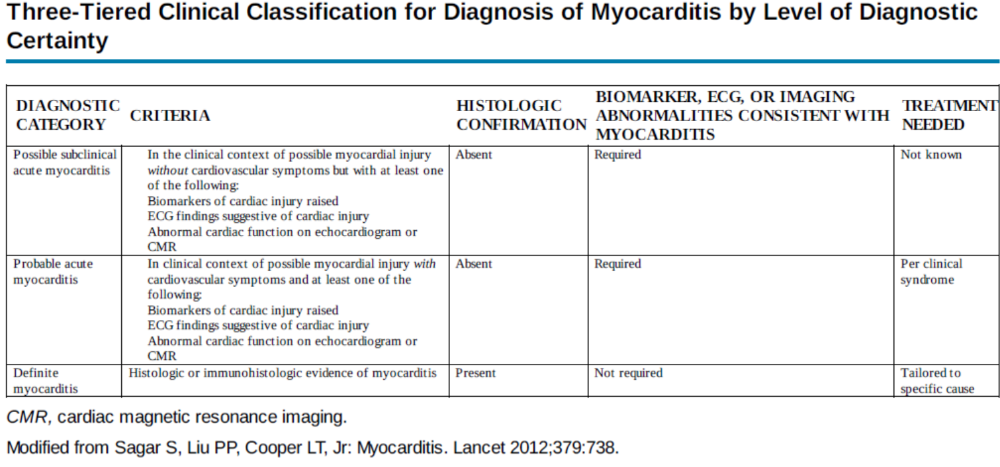 Three-Tiered Clinical Classification for Diagnosis of Myocarditis by Level of Diagnostic
Certainty
DIAGNOSTIC
CATEGORY
CRITERIA
HISTOLOGIC
CONFIRMATION
BIOMARKER, ECG, OR IMAGING
ABNORMALITIES CONSISTENT WITH
MYOCARDITIS
TREATMENT
NEEDED
Possible subclinical
acute myocarditis
In the clinical context of possible myocardial injury
without cardiovascular symptoms but with at least one
of the following:
Biomarkers of cardiac injury raised
ECG findings suggestive of cardiac injury
Abnormal cardiac function on echocardiogram or
CMR
Absent
Required
Not known
Probable acute
myocarditis
In clinical context of possible myocardial injury with
cardiovascular symptoms and at least one of the
following:
Biomarkers of cardiac injury raised
ECG findings suggestive of cardiac injury
Abnormal cardiac function on echocardiogram or
CMR
Absent
Required
Per clinical
syndrome
Definite
myocarditis
Histologic or immunohistologic evidence of myocarditis
Present
Not required
Tailored to
specific cause
CMR, cardiac magnetic resonance imaging.
Modified from Sagar S, Liu PP, Cooper LT, Jr: Myocarditis. Lancet 2012;379:738.